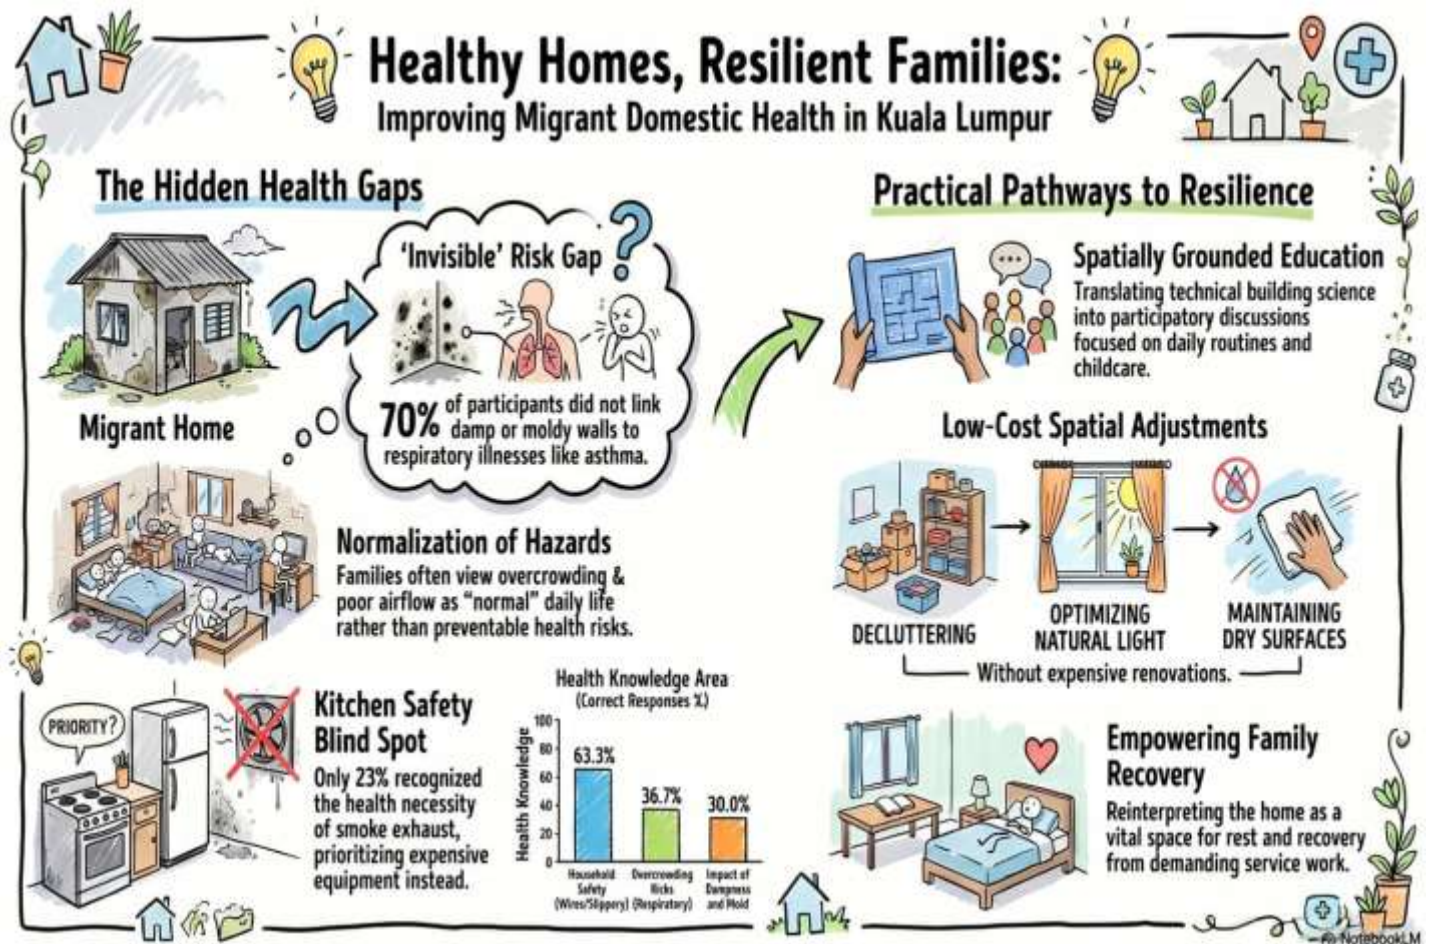 Healthy Homes, Resilient Families:
Improving Migrant Domestic Health in Kuala Lumpur
The Hidden Health Gaps
Migrant Home
'Invisible' Risk Gap
?
70% of participants did not link
damp or moldy walls to
respiratory illnesses like asthma.
Normalization of Hazards
Families often view overcrowding &
poor airflow as "normal" daily life
rather than preventable health risks.
PRIORITY?
Kitchen Safety
Blind Spot
Only 23% recognized
the health necessity
of smoke exhaust,
prioritizing expensive
equipment instead.
Health Knowledge Area
(Correct Responses %)
Health Knowledge
100
80
60
40
20
0
63.3%
36.7%
30.0%
Household
Safety
(Wires/Slippery)
Overcrowding
Risks
(Respiratory)
Impact of
Dampness
and Mold
Practical Pathways to Resilience
Spatially Grounded Education
Translating technical building science
into participatory discussions
focused on daily routines and
childcare.
Low-Cost Spatial Adjustments
DECLUTTERING
OPTIMIZING
NATURAL LIGHT
MAINTAINING
DRY SURFACES
Without expensive renovations.
Empowering Family
Recovery
Reinterpreting the home as a
vital space for rest and recovery
from demanding service work.
NotebookLM